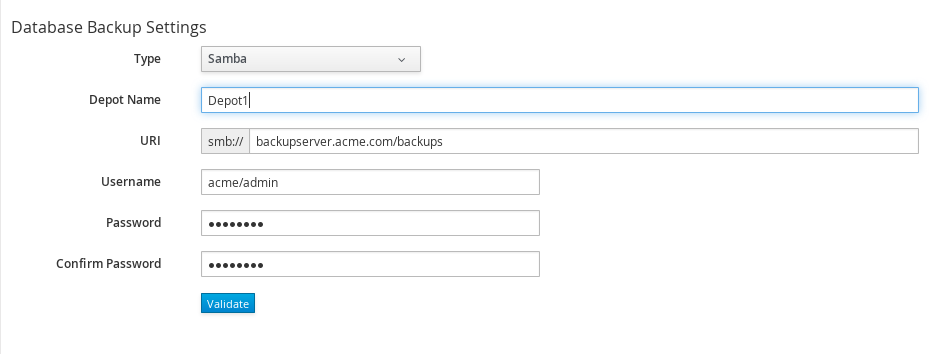 Database Backup Settings
Type Samba
Depot Name Depot1
URI smb:// backupserver.acme.com/backups
Username acme/admin
Password ●●●●●●●●
Confirm Password ●●●●●●●●
Validate